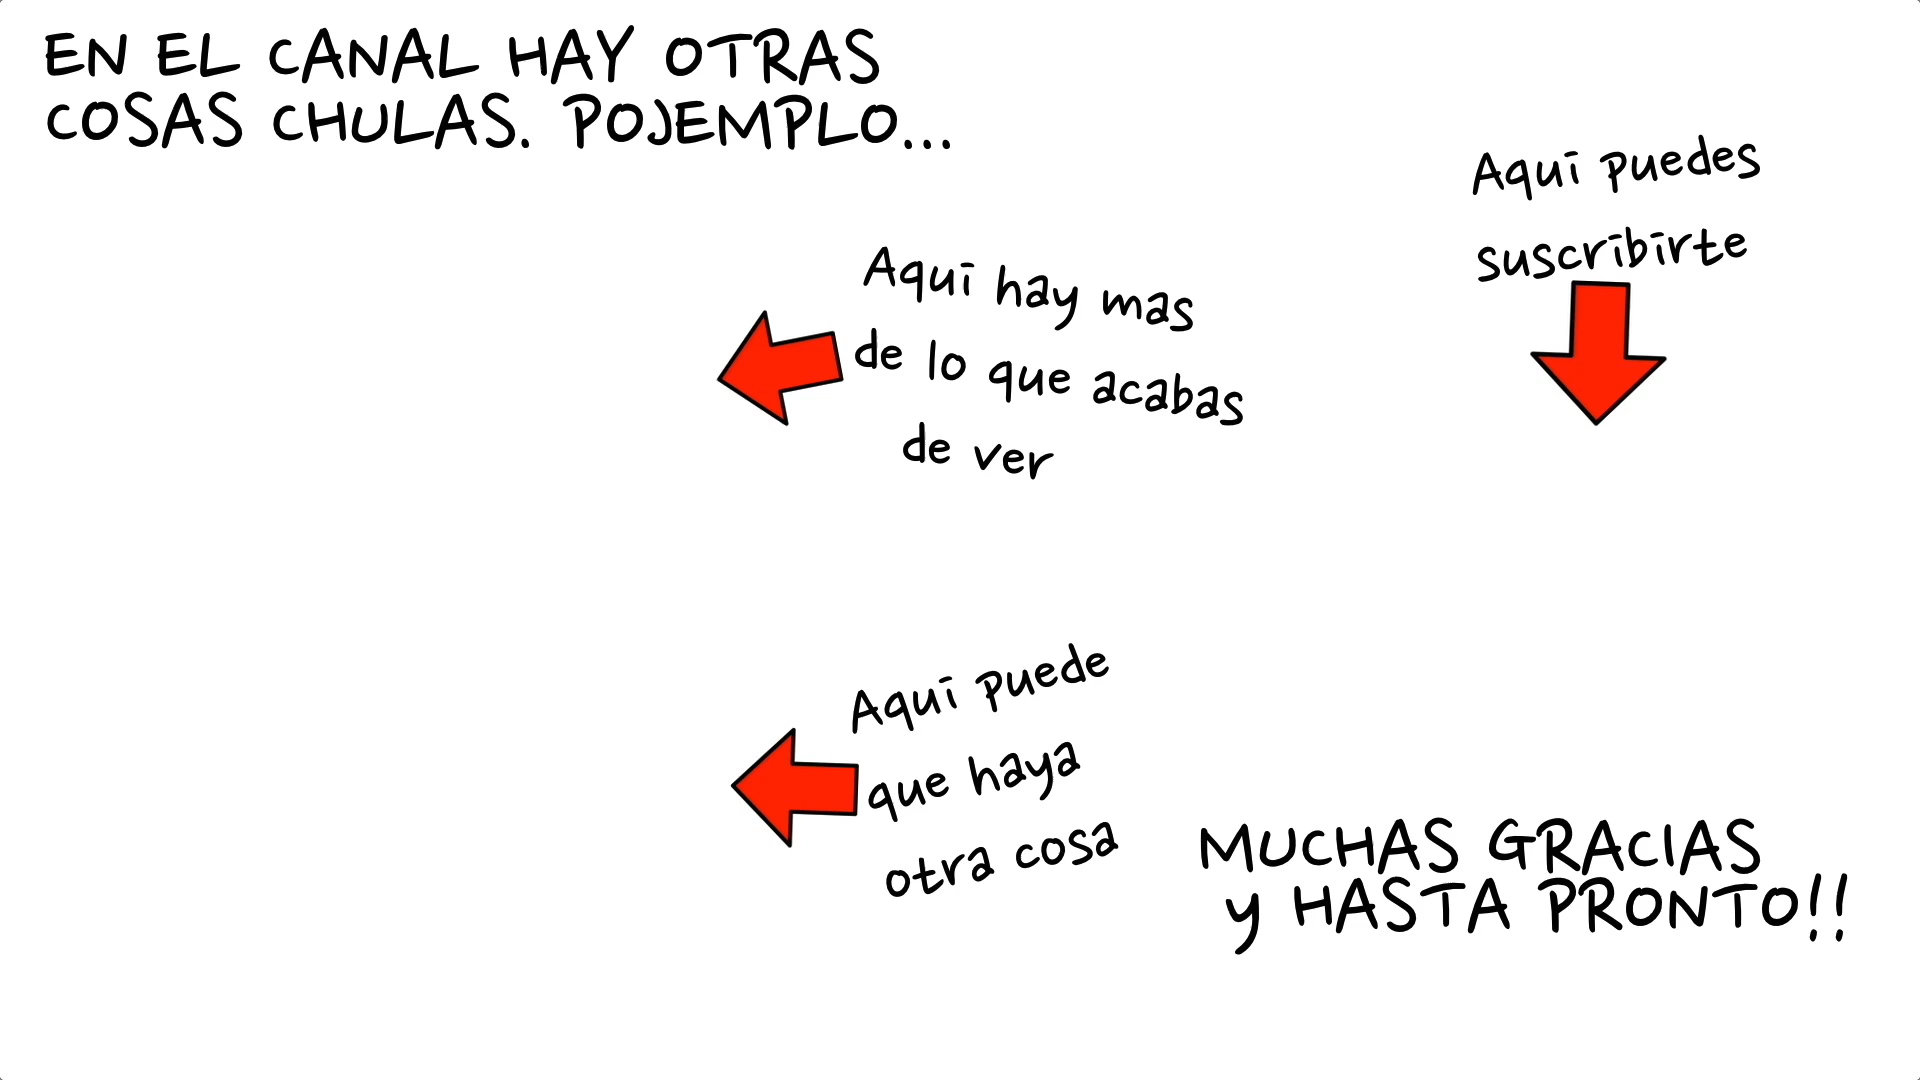 EN EL CANAL HAY OTRAS
COSAS CHULAS. POJEMPLO...
Aqui puedes
suscribirte
Aqui hay mas
de lo que acabas
de ver
Aqui puede
que haya
otra cosa
MUCHAS GRACIAS
y HASTA PRONTO!!